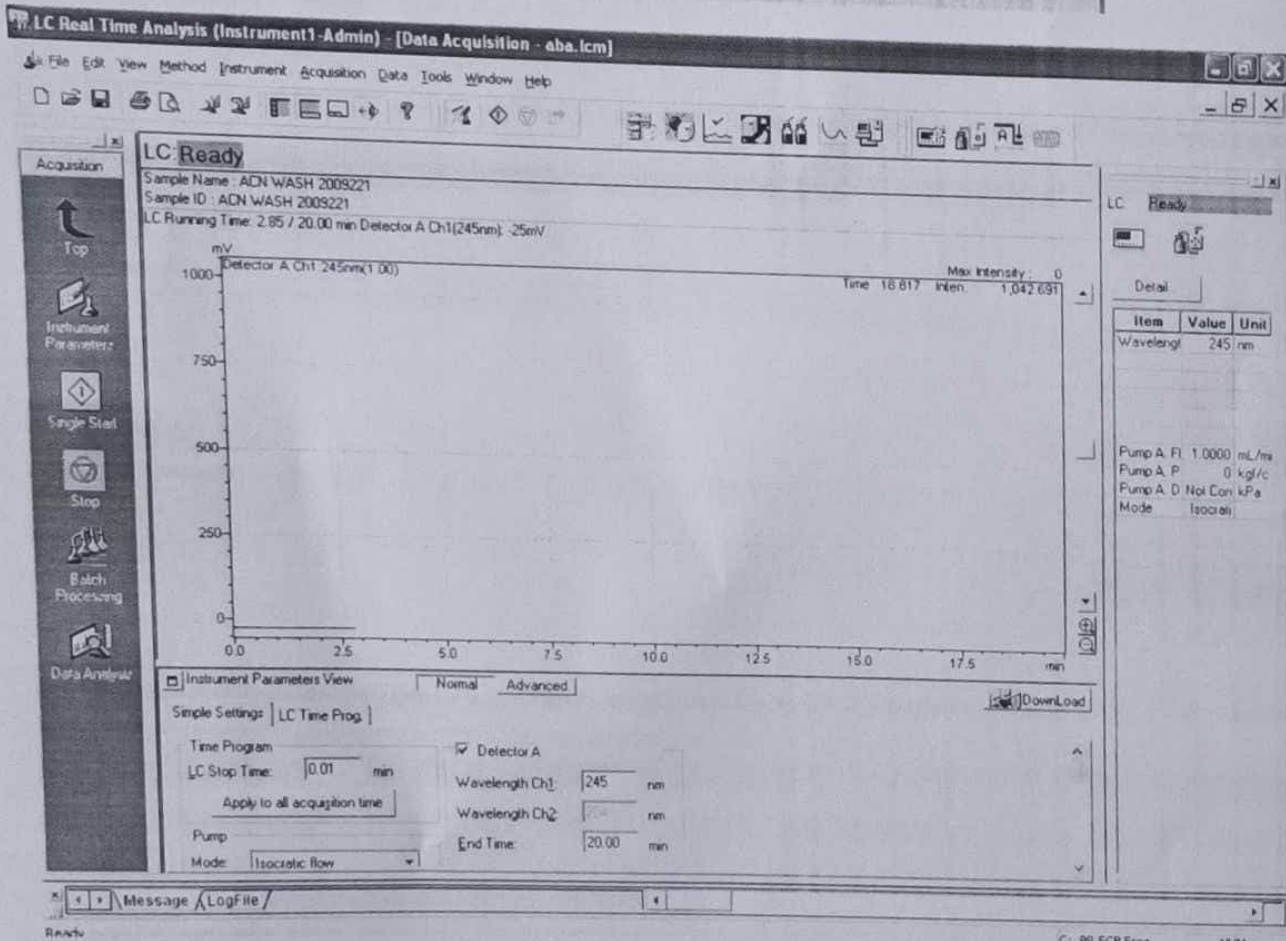 LC Real Time Analysis (Instrument1-Admin) - [Data Acquisition - aba.lcm]
File Edit View Method Instrument Acquisition Data Tools Window Help
Acquisition
Top
Instrument
Parameters
Single Start
Stop
Batch
Processing
Data Analysis
LC: Ready
Sample Name : ACN WASH 2009221
Sample ID : ACN WASH 2009221
LC Running Time: 2.85 / 20.00 min Detector A Ch1(245nm): -25mV
mV
Detector A Ch1 245nm(1.00)
Max Intensity : 0
Time 18.817 Inten. 1,042.691
1000
750
500
250
0
0.0 2.5 5.0 7.5 10.0 12.5 15.0 17.5 min
Instrument Parameters View Normal Advanced DownLoad
Simple Settings LC Time Prog.
Time Program
LC Stop Time: 0.01 min
Apply to all acquisition time
Pump
Mode: Isocratic flow
Detector A
Wavelength Ch1: 245 nm
Wavelength Ch2: nm
End Time: 20.00 min
LC Ready
Detail
Item Value Unit
Wavelengt 245 nm
Pump A. Fl 1.0000 mL/mi
Pump A. P 0 kgf/c
Pump A. D Not Con kPa
Mode Isocrati
Message LogFile
Ready